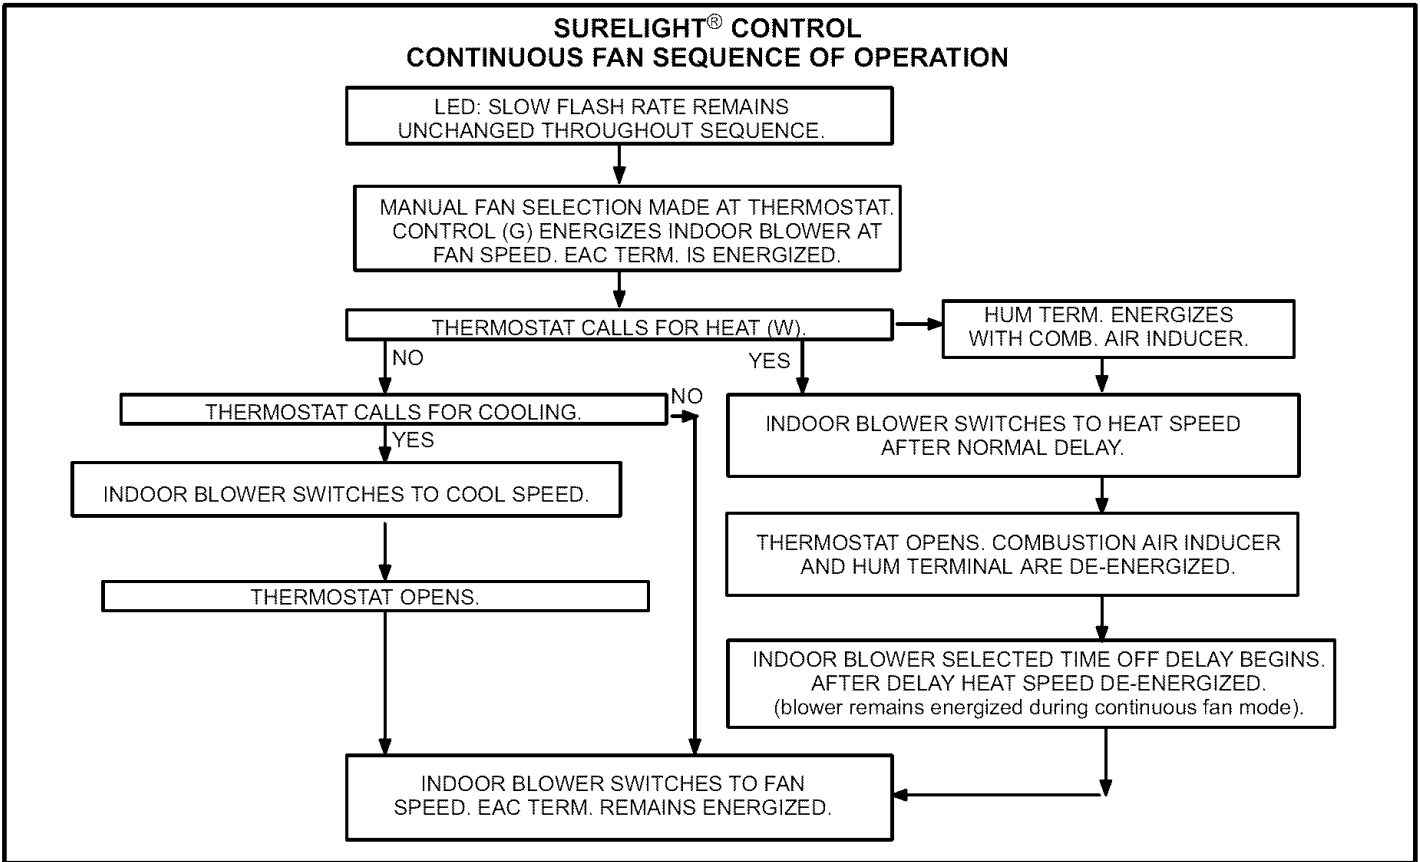 SURELIGHT® CONTROL
CONTINUOUS FAN SEQUENCE OF OPERATION
LED: SLOW FLASH RATE REMAINS
UNCHANGED THROUGHOUT SEQUENCE.
MANUAL FAN SELECTION MADE AT THERMOSTAT.
CONTROL (G) ENERGIZES INDOOR BLOWER AT
FAN SPEED. EAC TERM. IS ENERGIZED.
THERMOSTAT CALLS FOR HEAT (W).
HUM TERM. ENERGIZES
WITH COMB. AIR INDUCER.
NO
YES
THERMOSTAT CALLS FOR COOLING.
NO
YES
INDOOR BLOWER SWITCHES TO HEAT SPEED
AFTER NORMAL DELAY.
INDOOR BLOWER SWITCHES TO COOL SPEED.
THERMOSTAT OPENS. COMBUSTION AIR INDUCER
AND HUM TERMINAL ARE DE-ENERGIZED.
THERMOSTAT OPENS.
INDOOR BLOWER SELECTED TIME OFF DELAY BEGINS.
AFTER DELAY HEAT SPEED DE-ENERGIZED.
(blower remains energized during continuous fan mode).
INDOOR BLOWER SWITCHES TO FAN
SPEED. EAC TERM. REMAINS ENERGIZED.